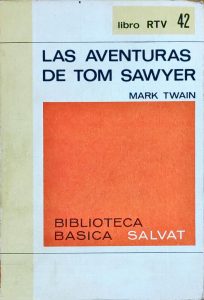 libro RTV 42
LAS AVENTURAS
DE TOM SAWYER
MARK TWAIN
BIBLIOTECA
BASICA SALVAT